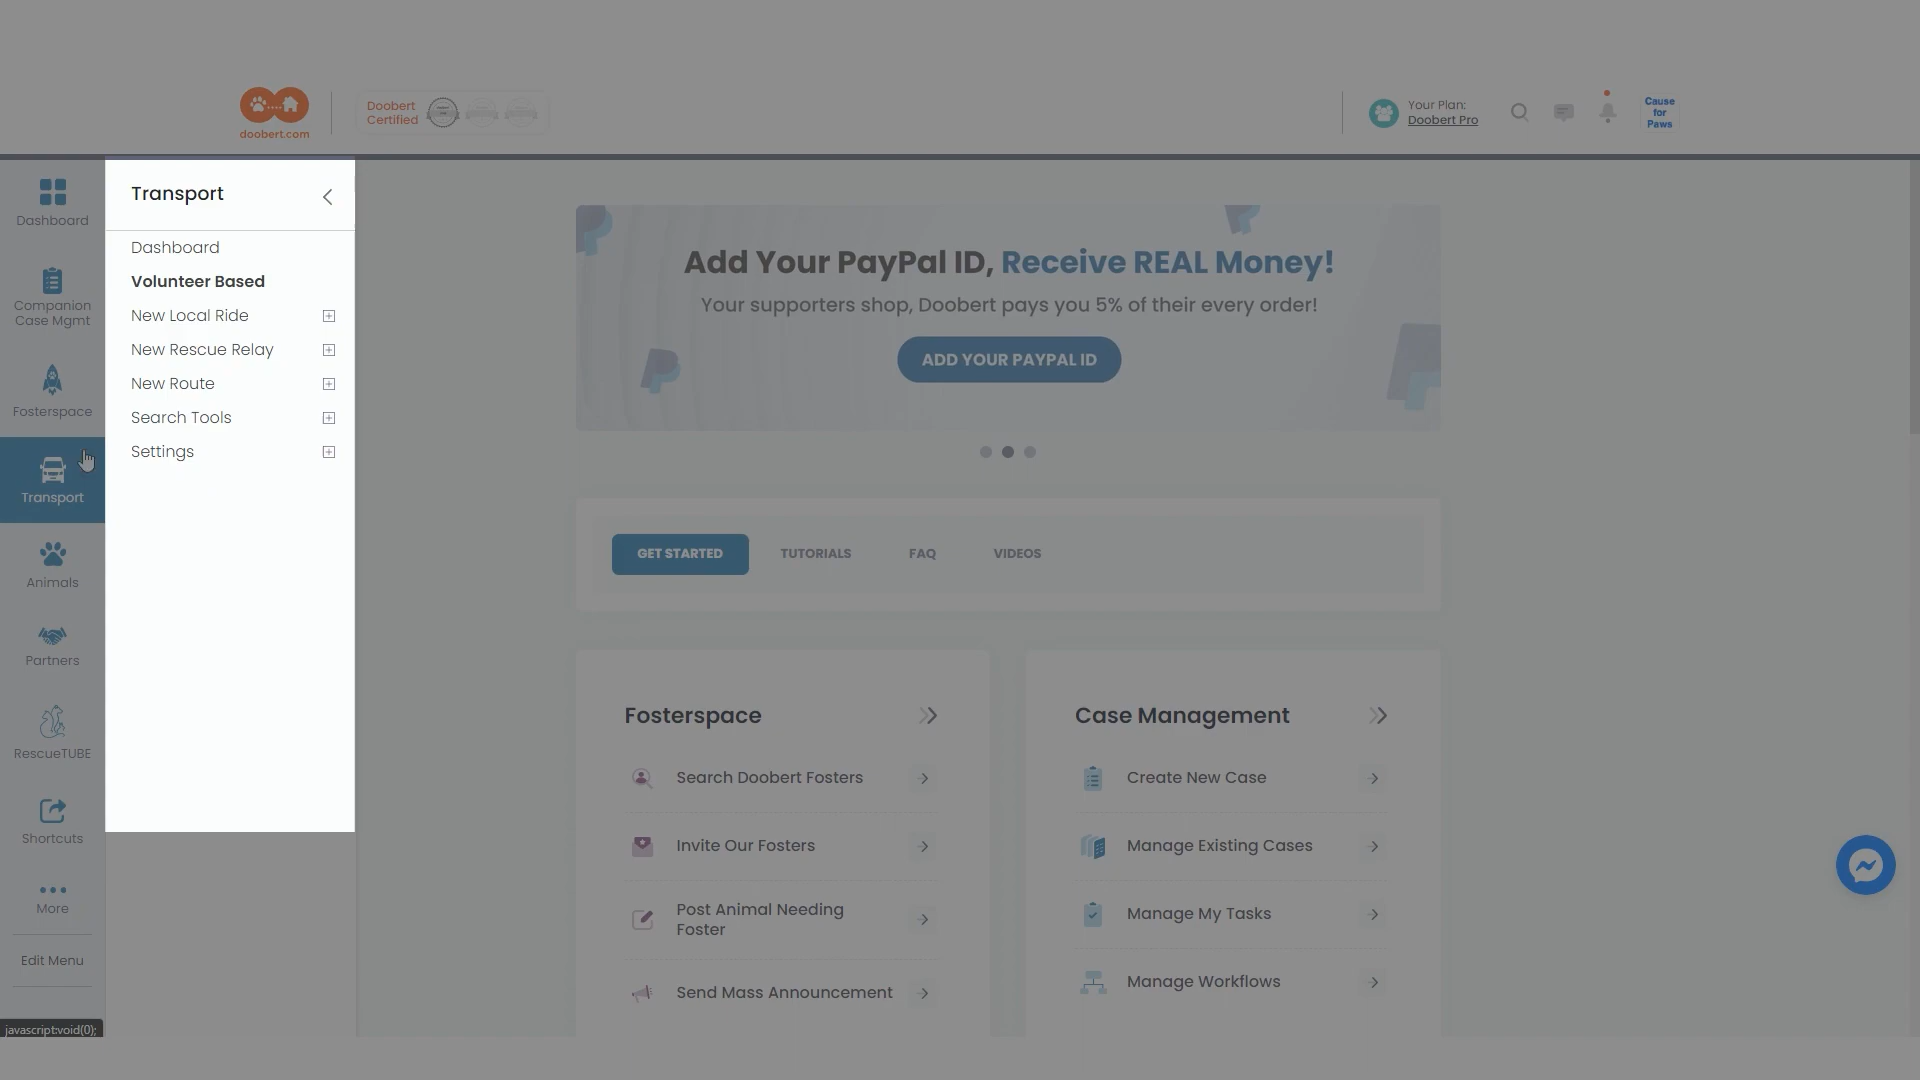 doobert.com
Doobert
Certified
Your Plan:
Doobert Pro
Cause
for
Paws
Dashboard
Companion
Case Mgmt
Fosterspace
Transport
Animals
Partners
RescueTUBE
Shortcuts
More
Edit Menu
javascript:void(0);
Transport
Dashboard
Volunteer Based
New Local Ride
New Rescue Relay
New Route
Search Tools
Settings
Add Your PayPal ID, Receive REAL Money!
Your supporters shop, Doobert pays you 5% of their every order!
ADD YOUR PAYPAL ID
GET STARTED
TUTORIALS
FAQ
VIDEOS
Fosterspace
Search Doobert Fosters
Invite Our Fosters
Post Animal Needing
Foster
Send Mass Announcement
Case Management
Create New Case
Manage Existing Cases
Manage My Tasks
Manage Workflows